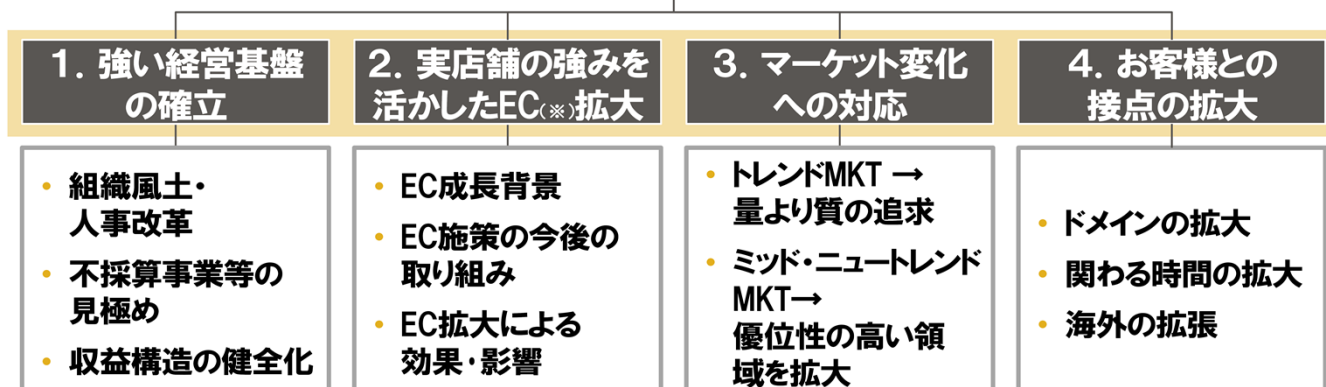 1. 強い経営基盤
の確立
・組織風土・
人事改革
・不採算事業等の
見極め
・収益構造の健全化
2. 実店舗の強みを
活かしたEC(※)拡大
・EC成長背景
・EC施策の今後の
取り組み
・EC拡大による
効果・影響
3. マーケット変化
への対応
・トレンドMKT →
量より質の追求
・ミッド・ニュートレンド
MKT→
優位性の高い領
域を拡大
4. お客様との
接点の拡大
・ドメインの拡大
・関わる時間の拡大
・海外の拡張